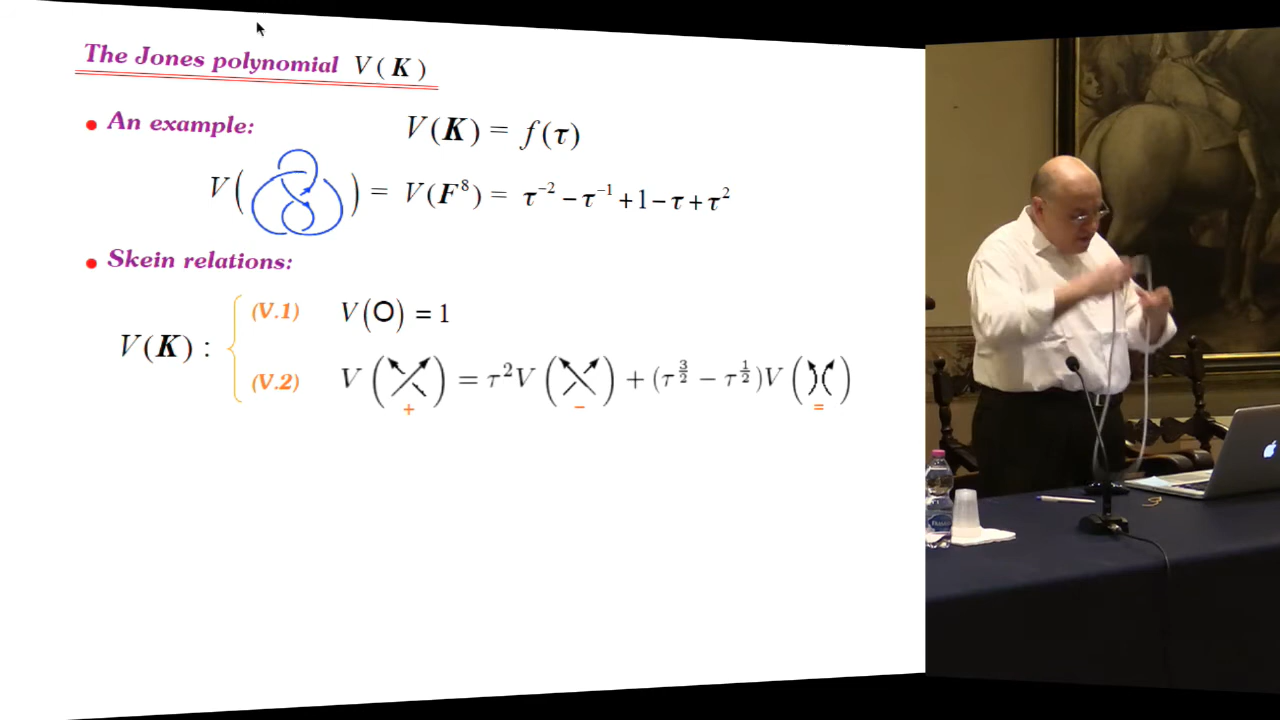 The Jones polynomial V(K)
• An example: V(K) = f(τ)
V( ) = V(F⁸) = τ⁻² − τ⁻¹ + 1 − τ + τ²
• Skein relations:
V(K) :
(V.1) V(O) = 1
(V.2) V( ) = τ²V( ) + (τ^{3/2} − τ^{1/2})V( )
+ − =